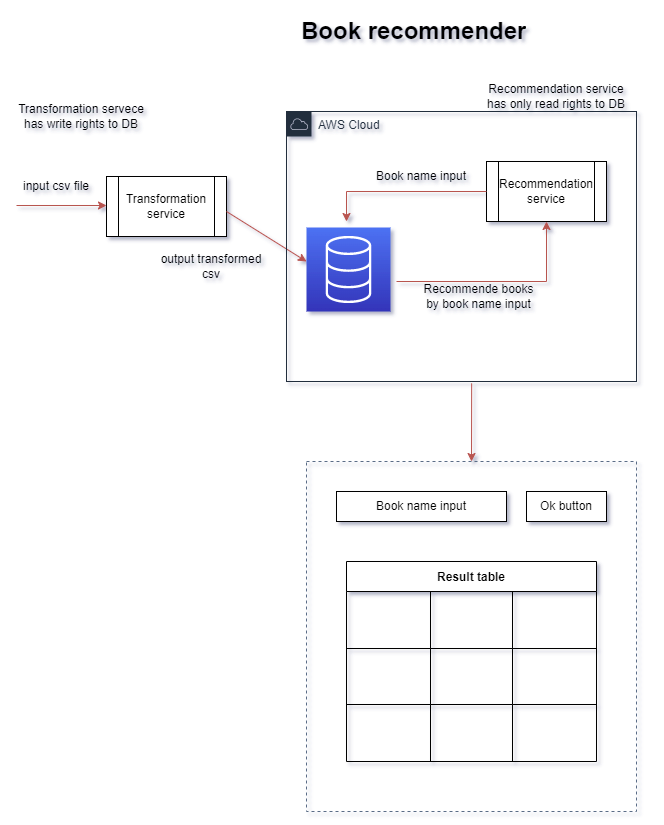 Book recommender
Recommendation service
has only read rights to DB
Transformation servece
has write rights to DB
AWS Cloud
input csv file
Transformation
service
Book name input
Recommendation
service
output transformed
csv
Recommende books
by book name input
Book name input
Ok button
Result table